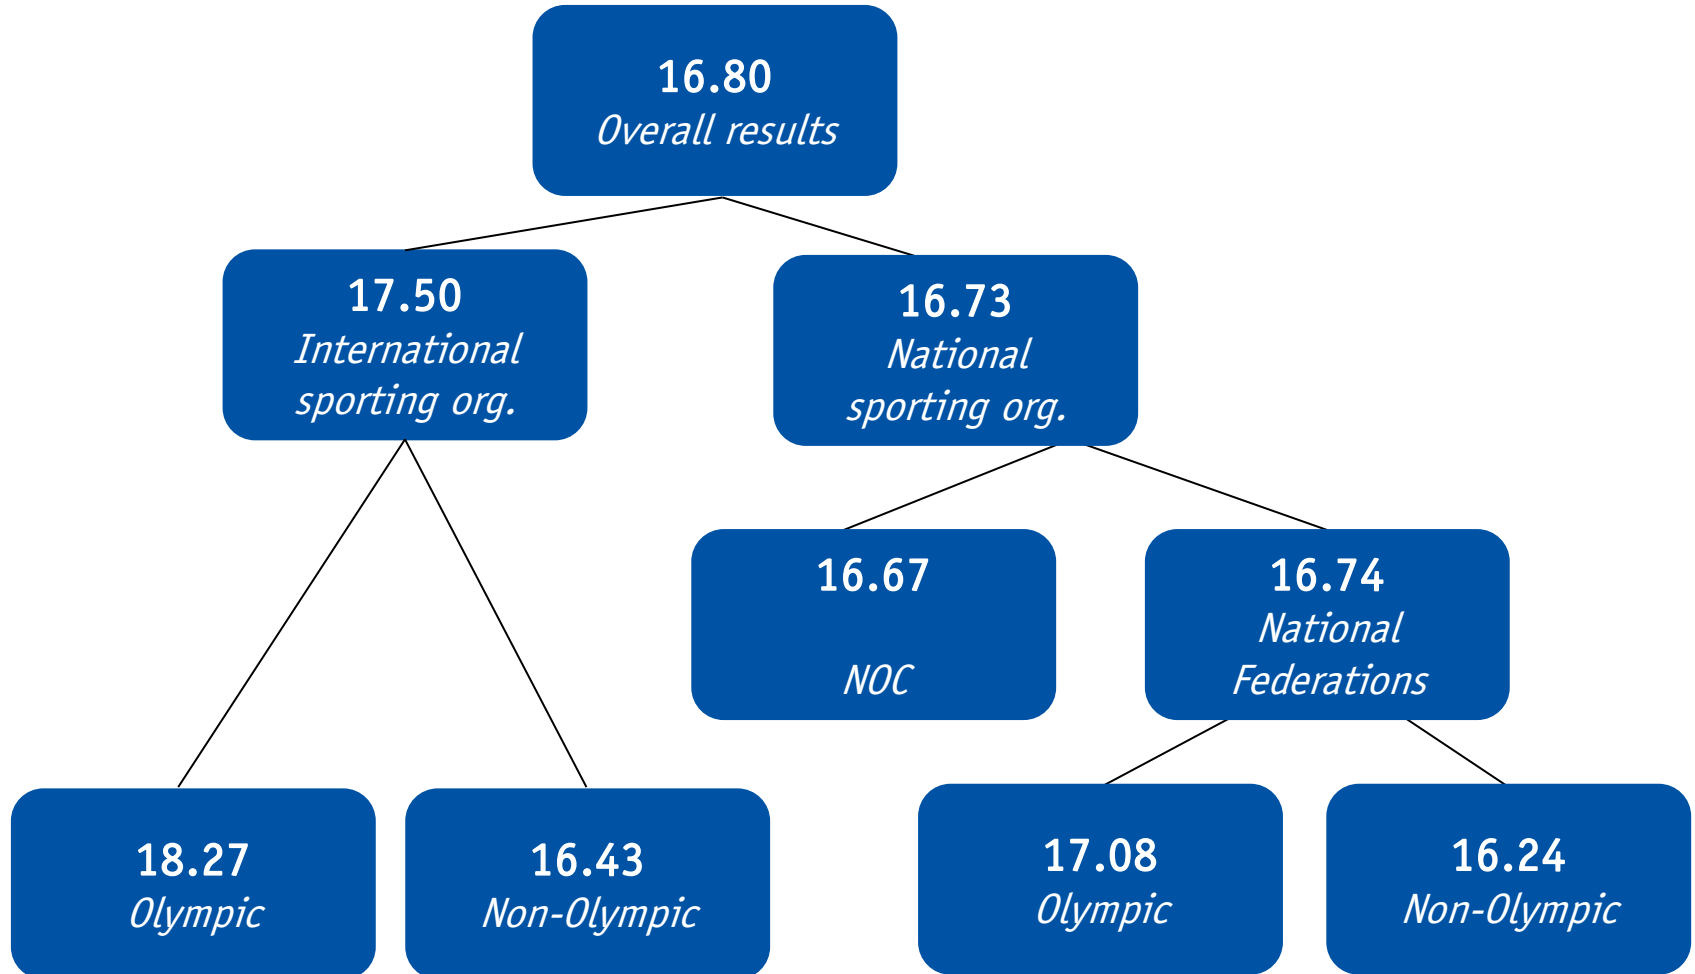 16.80
Overall results
17.50
International
sporting org.
16.73
National
sporting org.
16.67
NOC
16.74
National
Federations
18.27
Olympic
16.43
Non-Olympic
17.08
Olympic
16.24
Non-Olympic